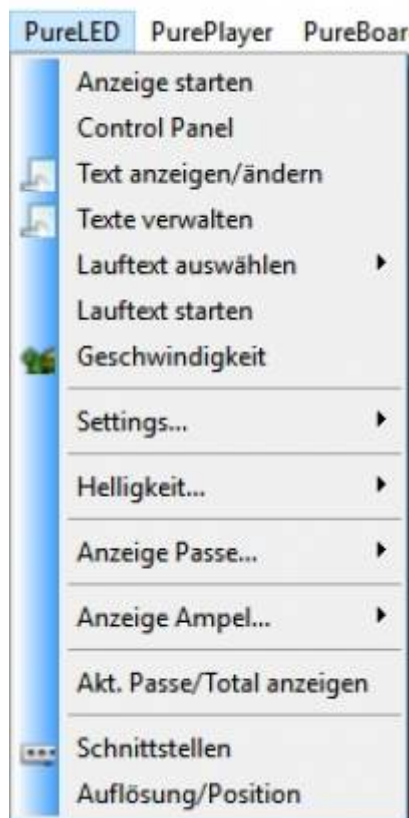 PureLED PurePlayer PureBoar
Anzeige starten
Control Panel
Text anzeigen/ändern
Texte verwalten
Lauftext auswählen
Lauftext starten
Geschwindigkeit
Settings...
Helligkeit...
Anzeige Passe...
Anzeige Ampel...
Akt. Passe/Total anzeigen
Schnittstellen
Auflösung/Position